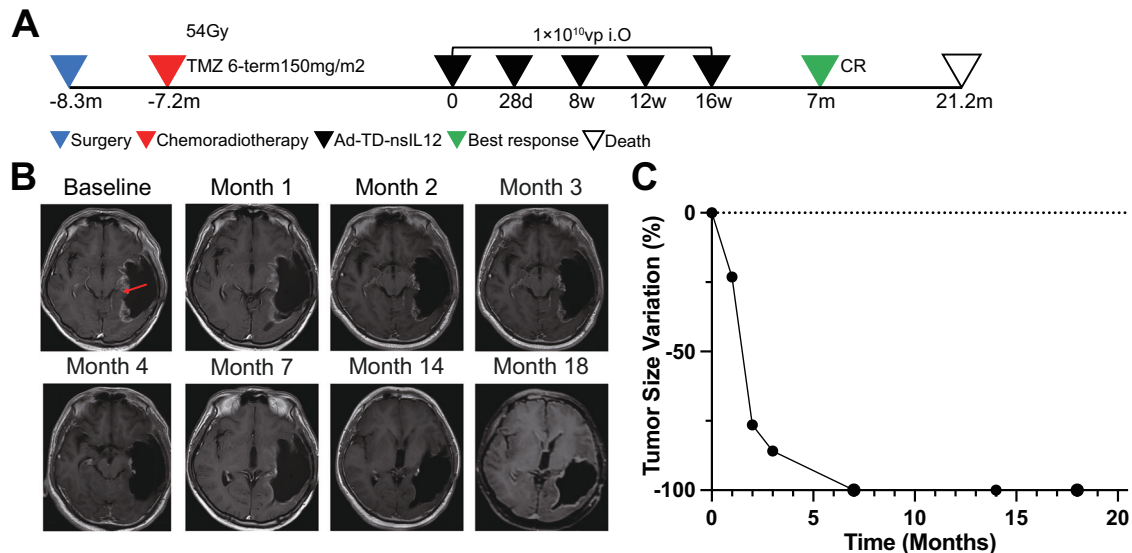 A
54Gy
TMZ 6-term150mg/m2
1×10¹⁰vp i.O
CR
-8.3m -7.2m 0 28d 8w 12w 16w 7m 21.2m
Surgery Chemoradiotherapy Ad-TD-nsIL12 Best response Death
B
Baseline Month 1 Month 2 Month 3
Month 4 Month 7 Month 14 Month 18
C
Tumor Size Variation (%)
0
-50
-100
0 5 10 15 20
Time (Months)